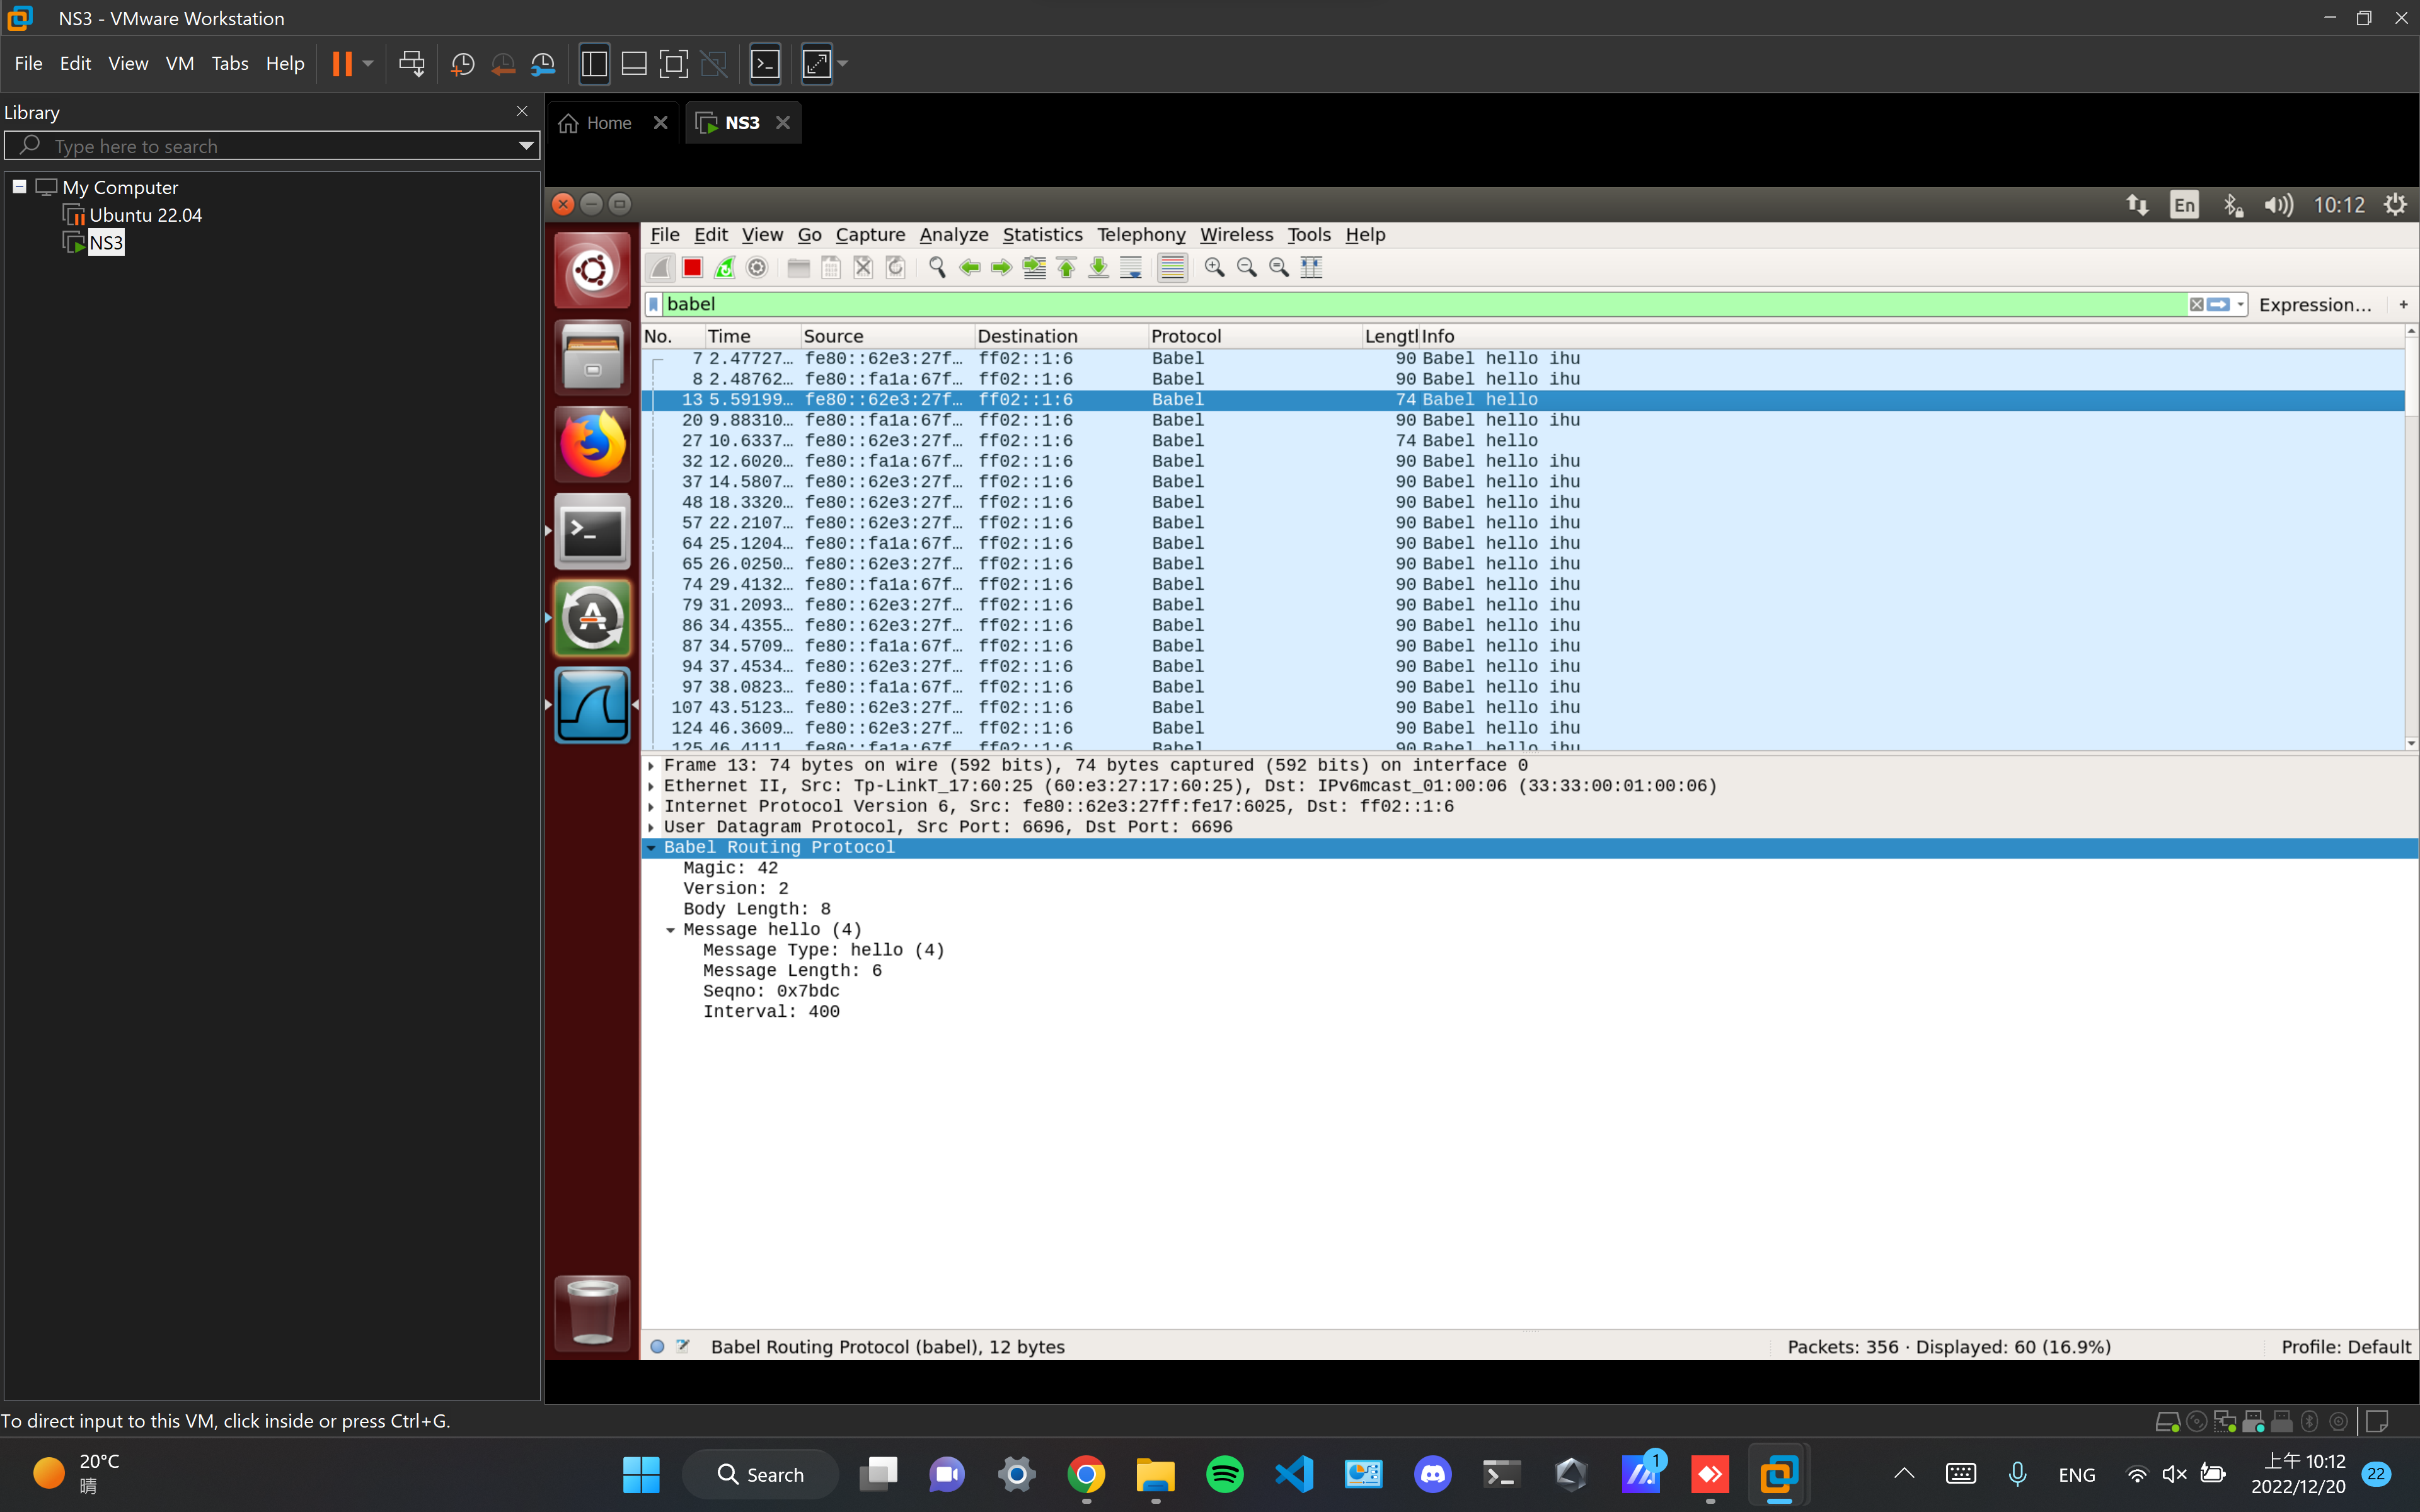 NS3 - VMware Workstation
File Edit View VM Tabs Help
Library
Type here to search
My Computer
Ubuntu 22.04
NS3
Home
NS3
En 10:12
File Edit View Go Capture Analyze Statistics Telephony Wireless Tools Help
babel
Expression… +
No. Time Source Destination Protocol Lengtl Info
7 2.47727… fe80::62e3:27f… ff02::1:6 Babel 90 Babel hello ihu
8 2.48762… fe80::fa1a:67f… ff02::1:6 Babel 90 Babel hello ihu
13 5.59199… fe80::62e3:27f… ff02::1:6 Babel 74 Babel hello
20 9.88310… fe80::fa1a:67f… ff02::1:6 Babel 90 Babel hello ihu
27 10.6337… fe80::62e3:27f… ff02::1:6 Babel 74 Babel hello
32 12.6020… fe80::fa1a:67f… ff02::1:6 Babel 90 Babel hello ihu
37 14.5807… fe80::62e3:27f… ff02::1:6 Babel 90 Babel hello ihu
48 18.3320… fe80::62e3:27f… ff02::1:6 Babel 90 Babel hello ihu
57 22.2107… fe80::62e3:27f… ff02::1:6 Babel 90 Babel hello ihu
64 25.1204… fe80::fa1a:67f… ff02::1:6 Babel 90 Babel hello ihu
65 26.0250… fe80::62e3:27f… ff02::1:6 Babel 90 Babel hello ihu
74 29.4132… fe80::fa1a:67f… ff02::1:6 Babel 90 Babel hello ihu
79 31.2093… fe80::62e3:27f… ff02::1:6 Babel 90 Babel hello ihu
86 34.4355… fe80::62e3:27f… ff02::1:6 Babel 90 Babel hello ihu
87 34.5709… fe80::fa1a:67f… ff02::1:6 Babel 90 Babel hello ihu
94 37.4534… fe80::62e3:27f… ff02::1:6 Babel 90 Babel hello ihu
97 38.0823… fe80::fa1a:67f… ff02::1:6 Babel 90 Babel hello ihu
107 43.5123… fe80::62e3:27f… ff02::1:6 Babel 90 Babel hello ihu
124 46.3609… fe80::62e3:27f… ff02::1:6 Babel 90 Babel hello ihu
125 46.4111… fe80::fa1a:67f… ff02::1:6 Babel 90 Babel hello ihu
Frame 13: 74 bytes on wire (592 bits), 74 bytes captured (592 bits) on interface 0
Ethernet II, Src: Tp-LinkT_17:60:25 (60:e3:27:17:60:25), Dst: IPv6mcast_01:00:06 (33:33:00:01:00:06)
Internet Protocol Version 6, Src: fe80::62e3:27ff:fe17:6025, Dst: ff02::1:6
User Datagram Protocol, Src Port: 6696, Dst Port: 6696
Babel Routing Protocol
Magic: 42
Version: 2
Body Length: 8
Message hello (4)
Message Type: hello (4)
Message Length: 6
Seqno: 0x7bdc
Interval: 400
Babel Routing Protocol (babel), 12 bytes Packets: 356 · Displayed: 60 (16.9%) Profile: Default
To direct input to this VM, click inside or press Ctrl+G.
20°C
晴
Search
1
ENG
上午 10:12
2022/12/20
22